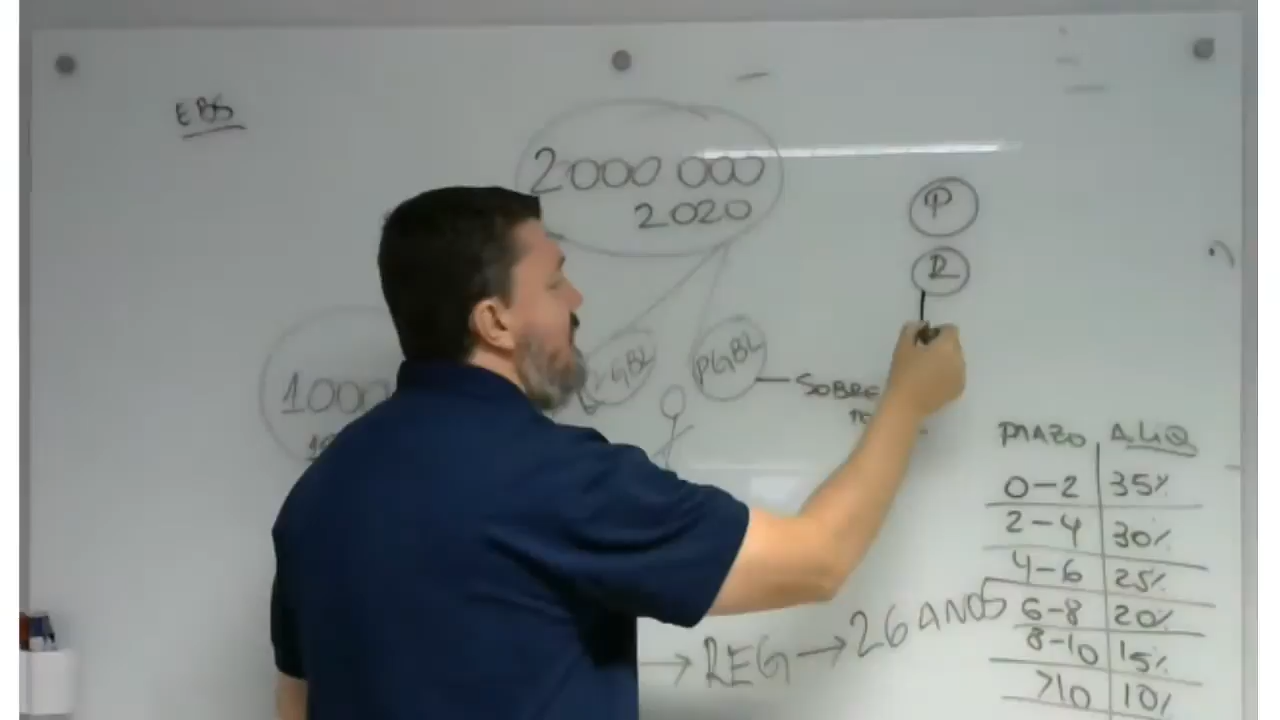 EBS
2000 000
2020
P
R
1000
VGBL
PGBL
SOBRE
PRAZO ALIQ
0-2 35%
2-4 30%
4-6 25%
6-8 20%
8-10 15%
>10 10%
→ REG → 26 ANOS